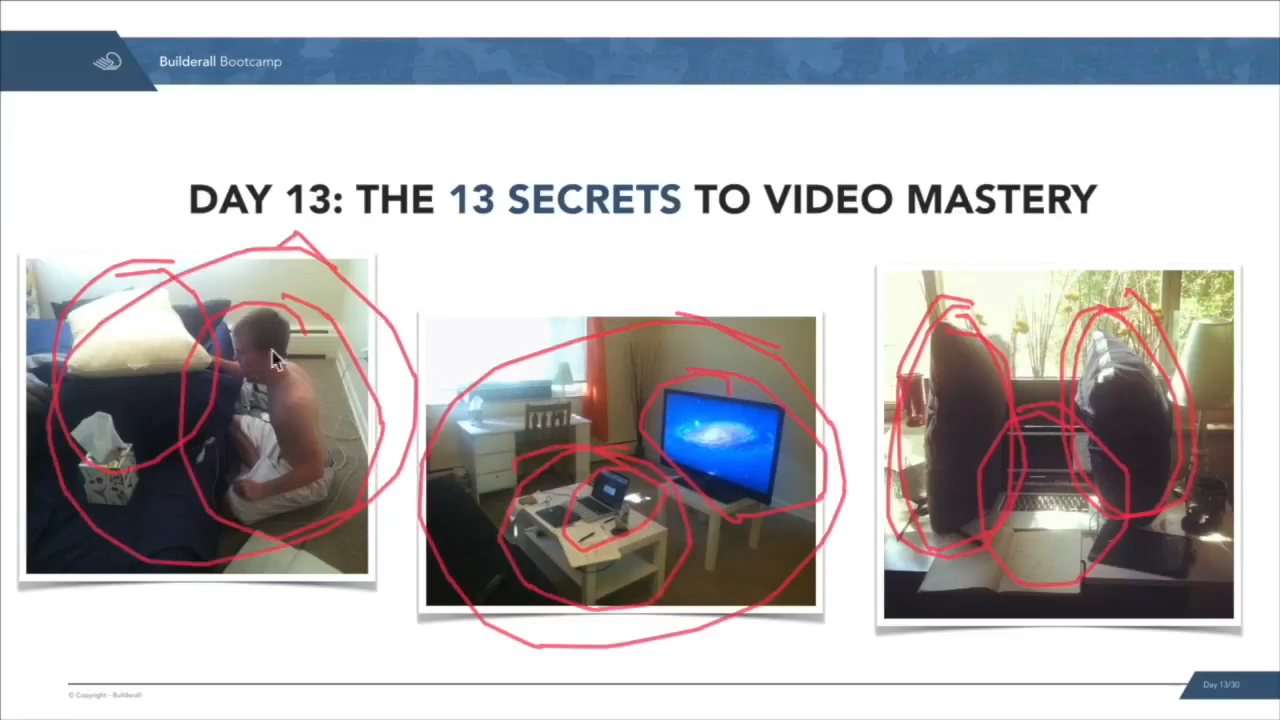 Builderall Bootcamp
DAY 13: THE 13 SECRETS TO VIDEO MASTERY
© Copyright - Builderall
Day 13/30